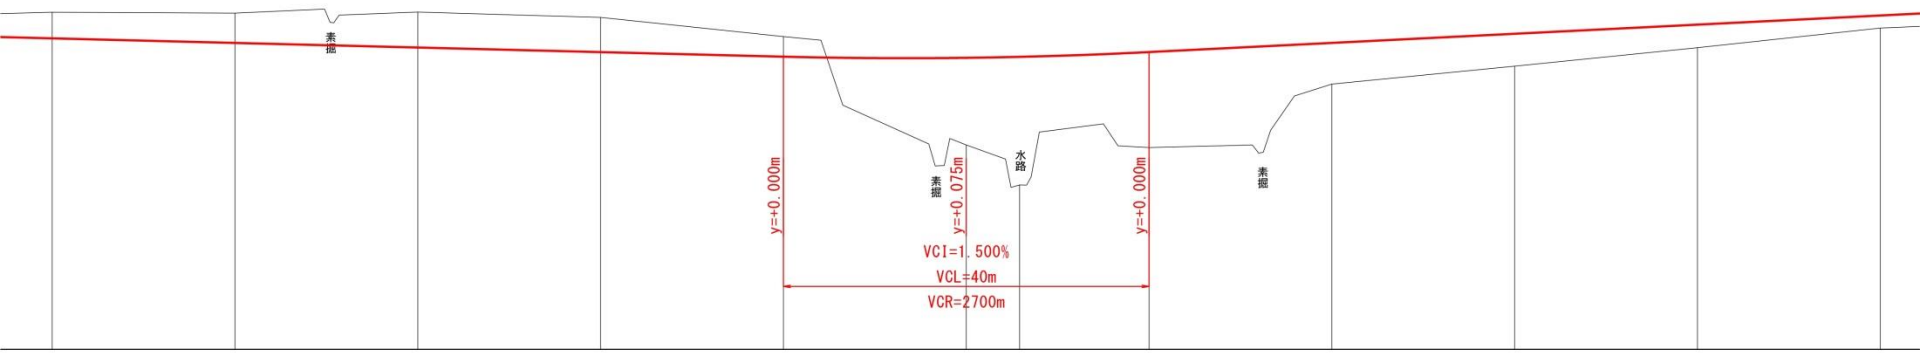 素掘
y=+0.000m
素掘
y=+0.075m
水路
y=+0.000m
素掘
VCI=1.500%
VCL=40m
VCR=2700m